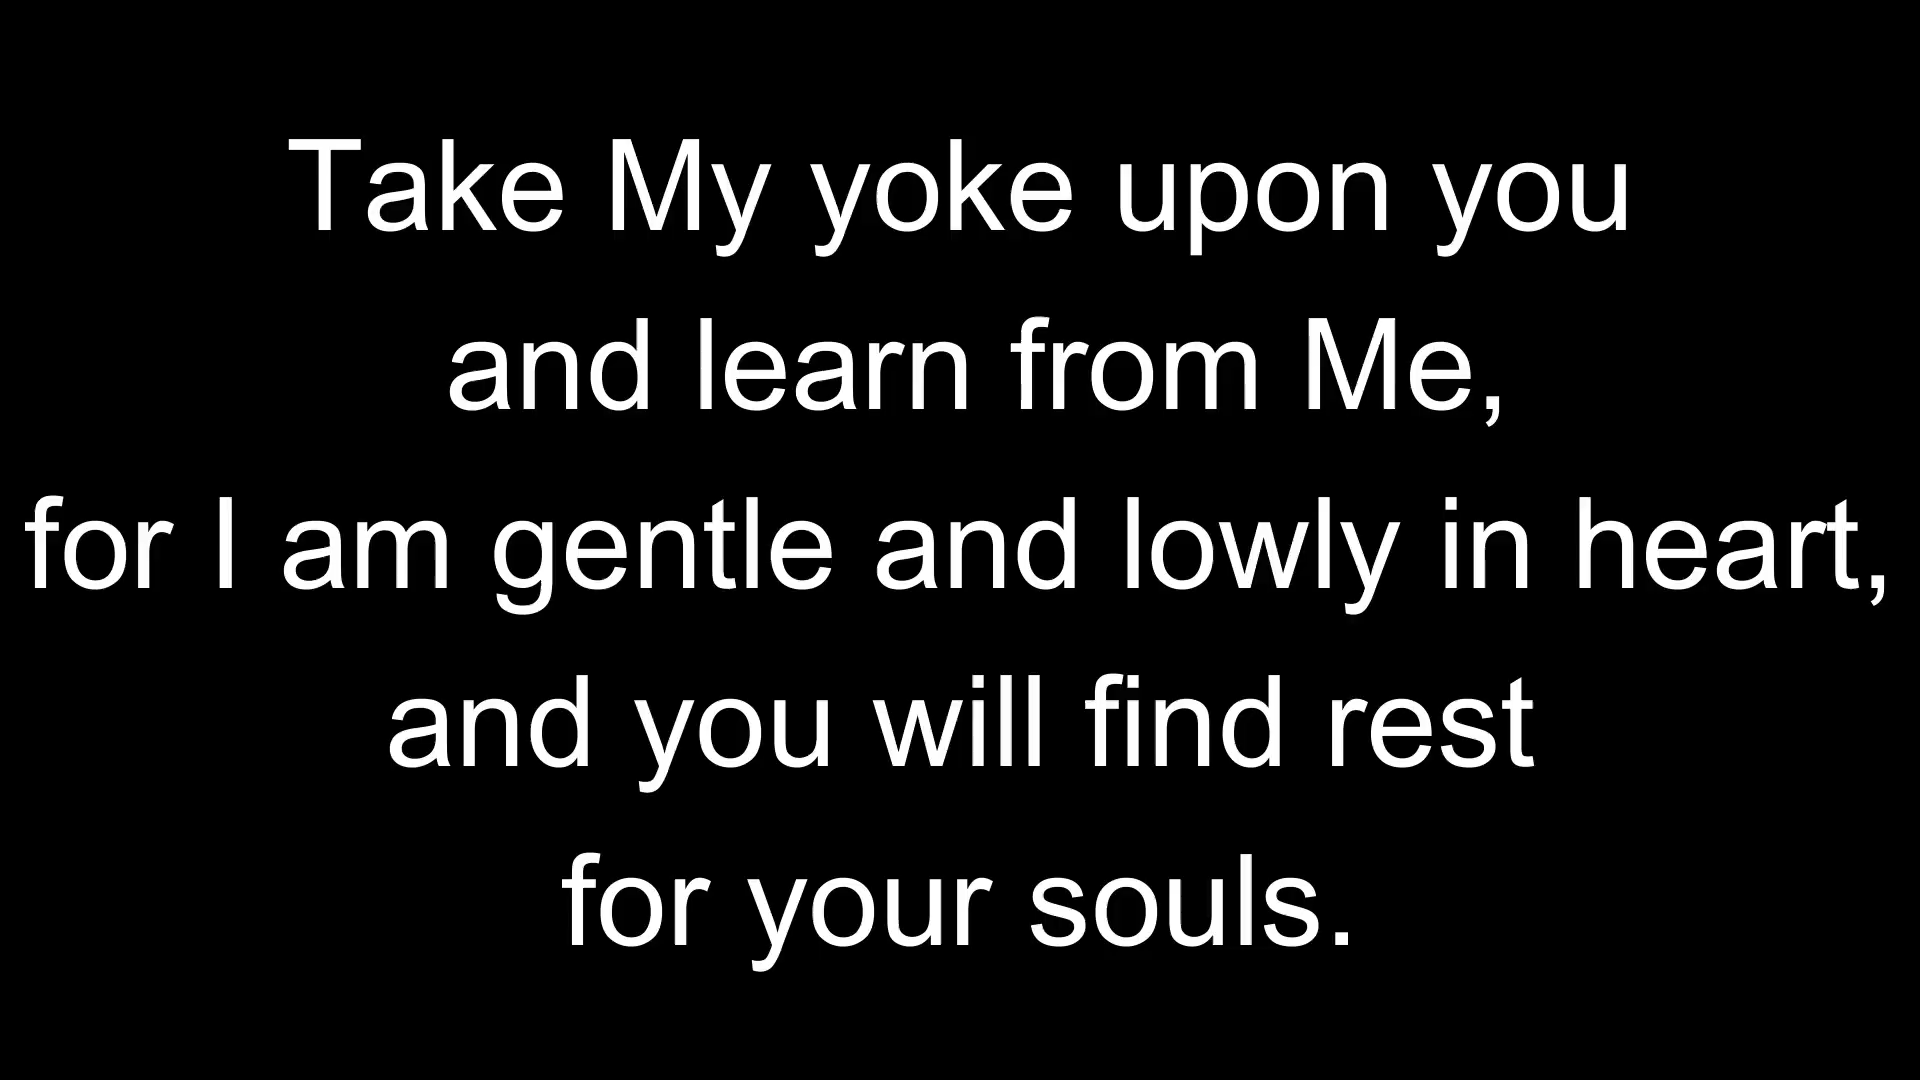 Take My yoke upon you
and learn from Me,
for I am gentle and lowly in heart,
and you will find rest
for your souls.